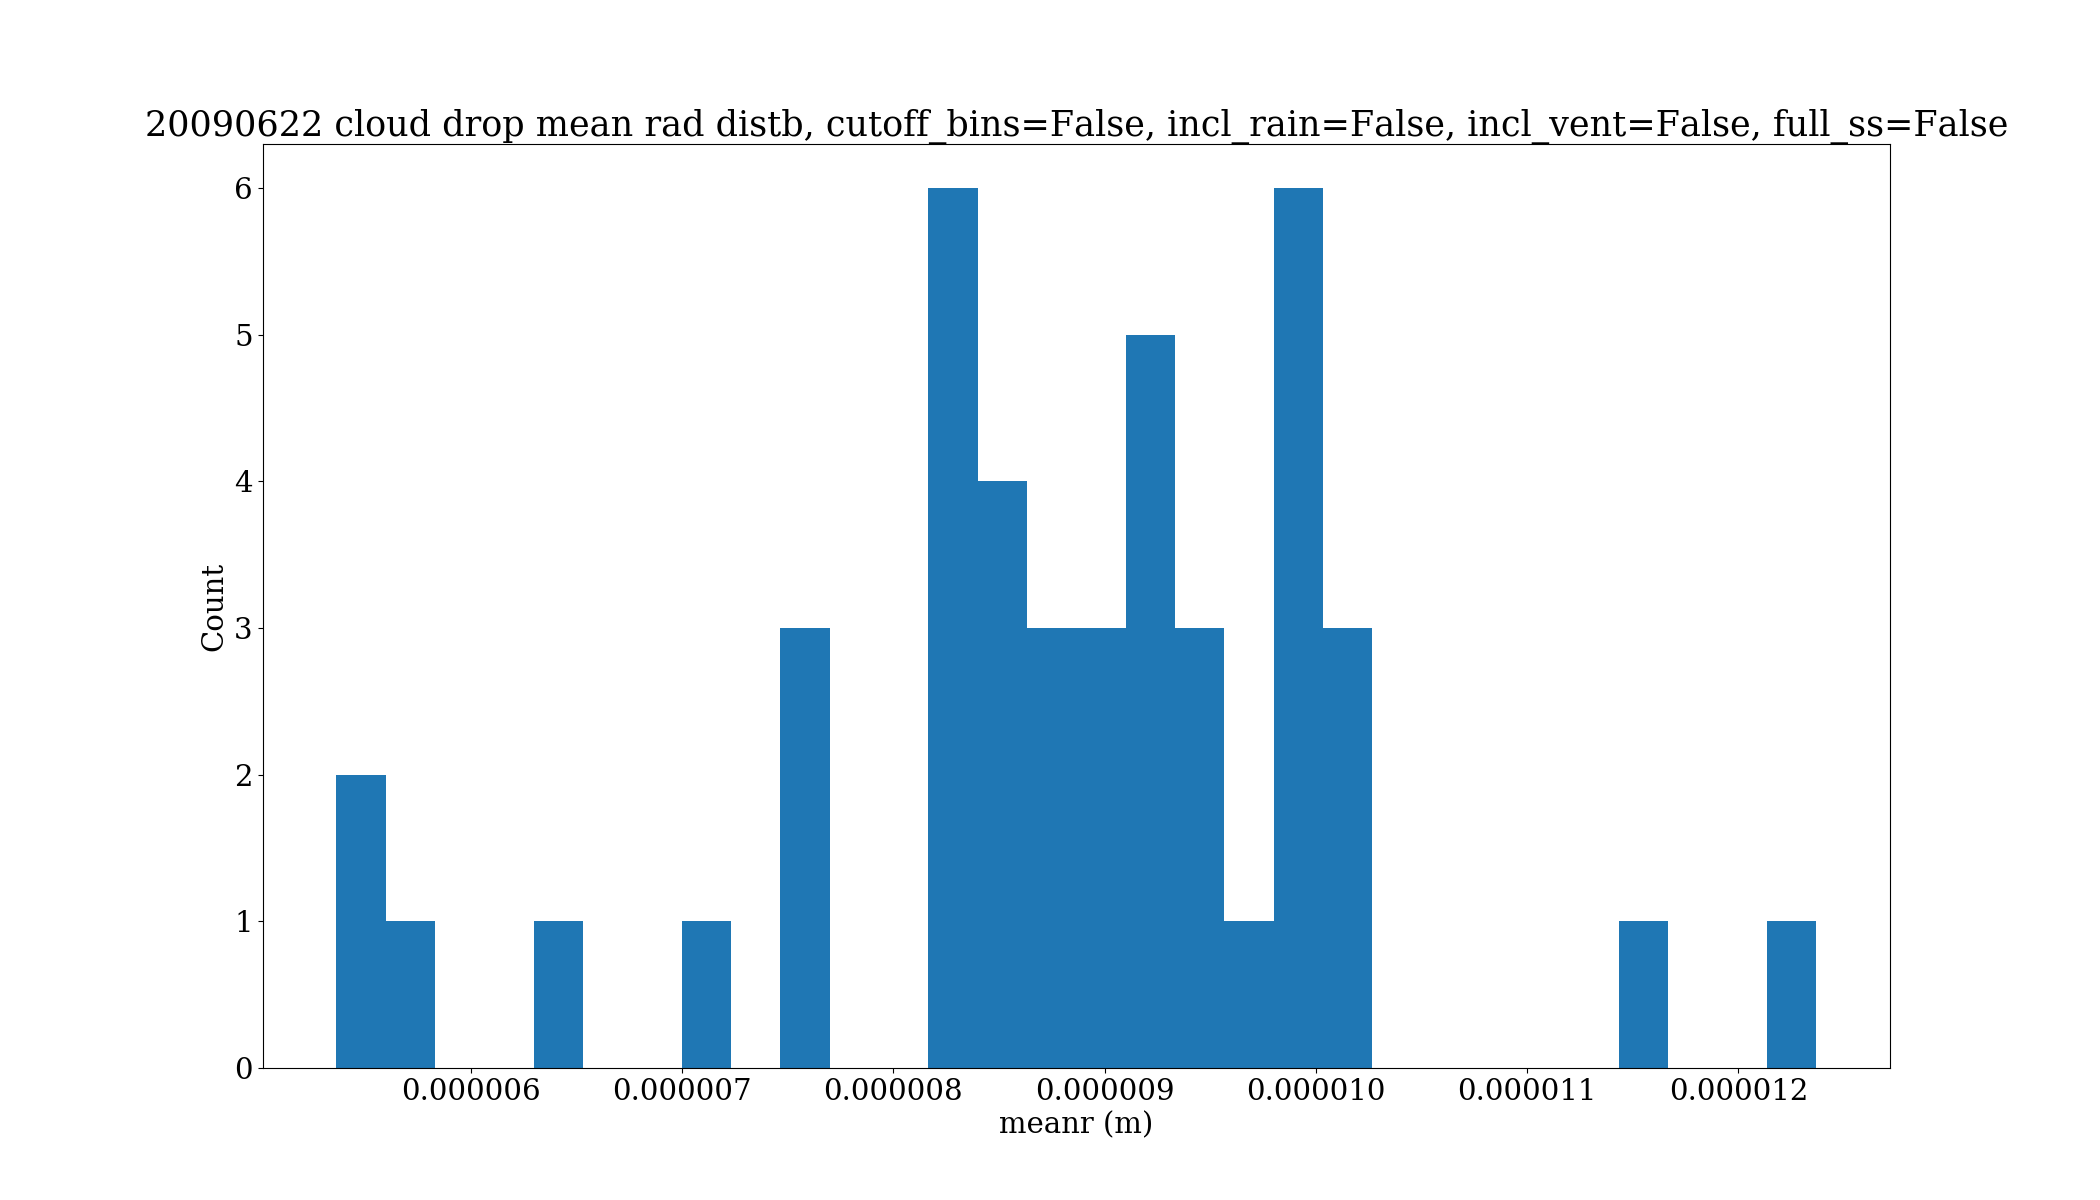 20090622 cloud drop mean rad distb, cutoff_bins=False, incl_rain=False, incl_vent=False, full_ss=False
6
5
4
3
2
1
0
Count
0.000006 0.000007 0.000008 0.000009 0.000010 0.000011 0.000012
meanr (m)